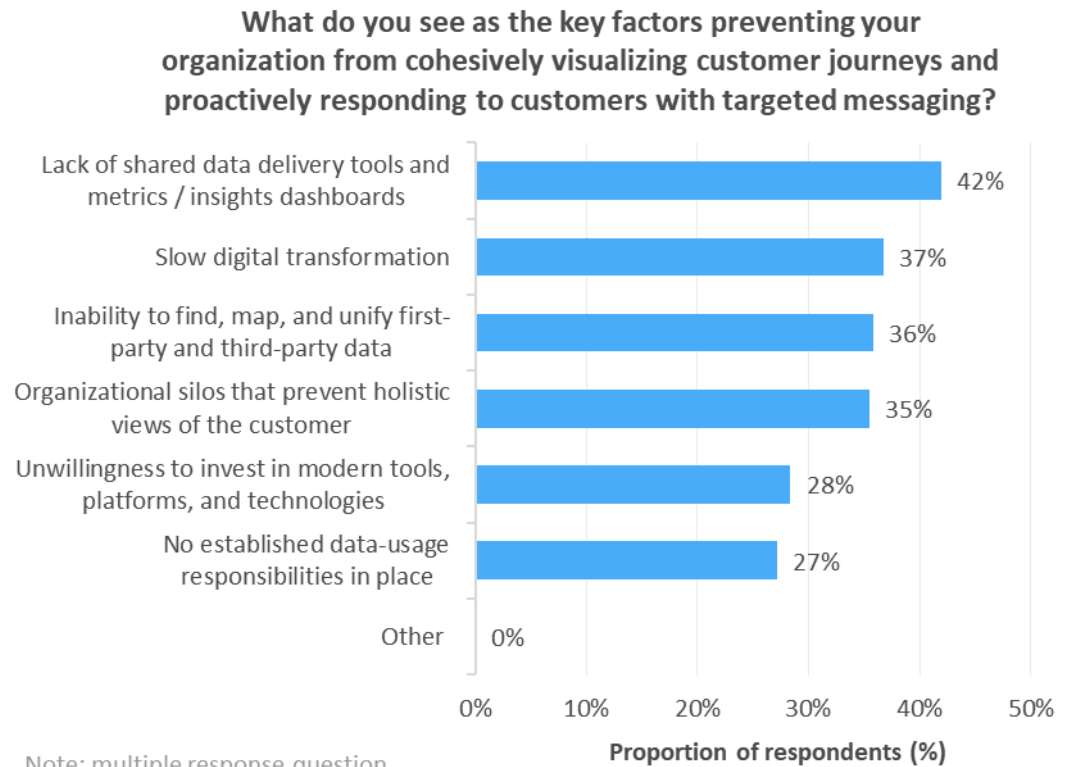 What do you see as the key factors preventing your
organization from cohesively visualizing customer journeys and
proactively responding to customers with targeted messaging?
Lack of shared data delivery tools and
metrics / insights dashboards
42%
Slow digital transformation
37%
Inability to find, map, and unify first-
party and third-party data
36%
Organizational silos that prevent holistic
views of the customer
35%
Unwillingness to invest in modern tools,
platforms, and technologies
28%
No established data-usage
responsibilities in place
27%
Other
0%
0% 10% 20% 30% 40% 50%
Proportion of respondents (%)
Note: multiple response question